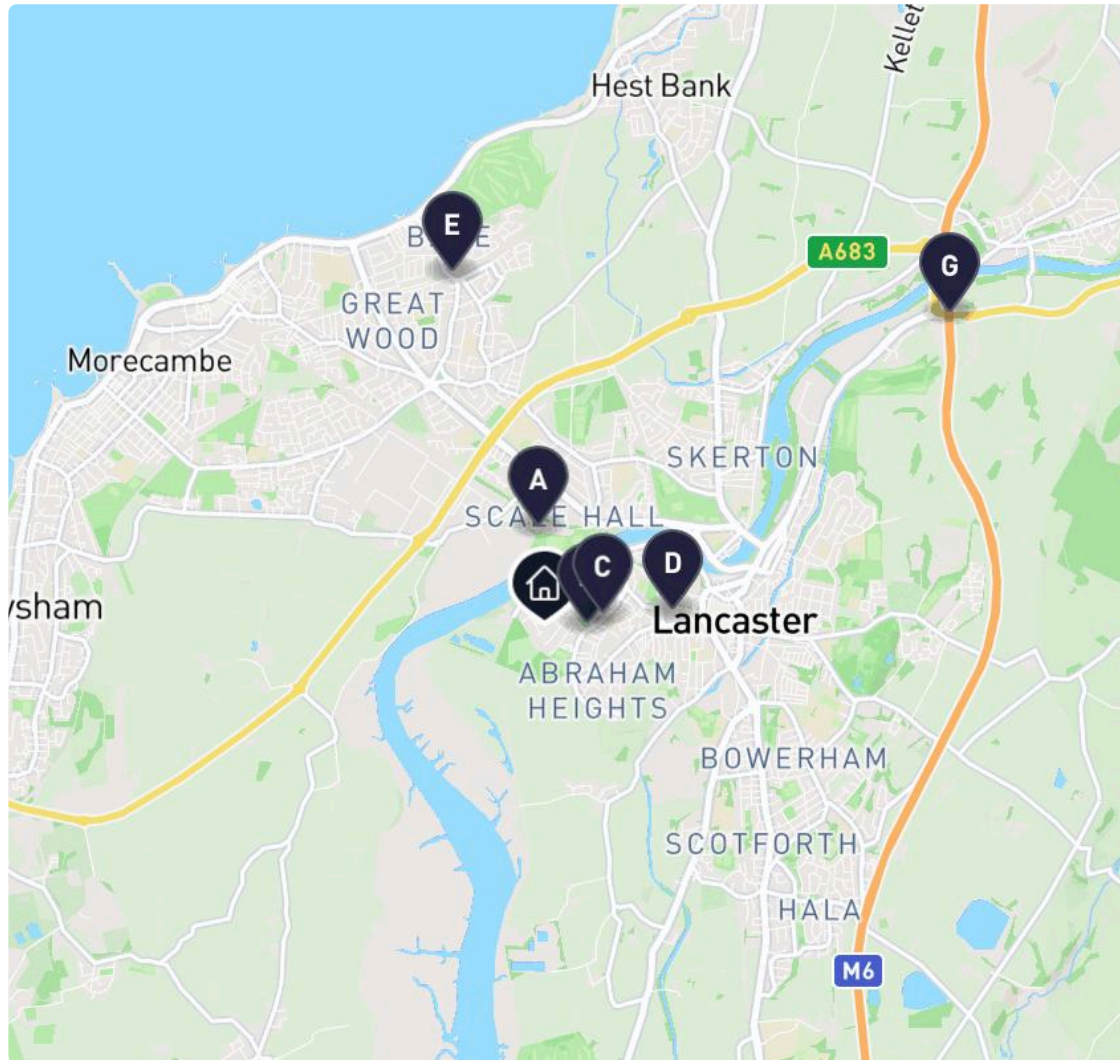 Kellet
Hest Bank
E
A683
G
GREAT
WOOD
Morecambe
SKERTON
A
SCALE HALL
C
D
ysham
Lancaster
ABRAHAM
HEIGHTS
BOWERHAM
SCOTFORTH
HALA
M6